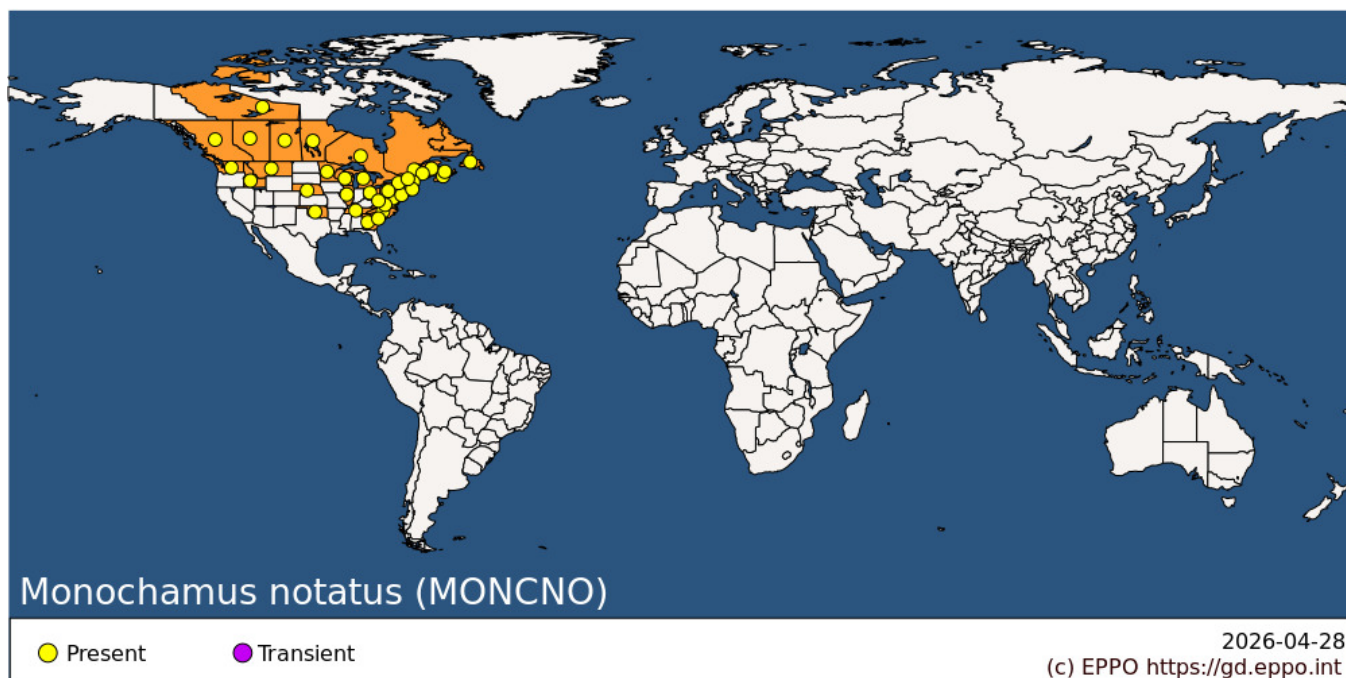 Monochamus notatus (MONCNO)
Present
Transient
2026-04-28
(c) EPPO https://gd.eppo.int